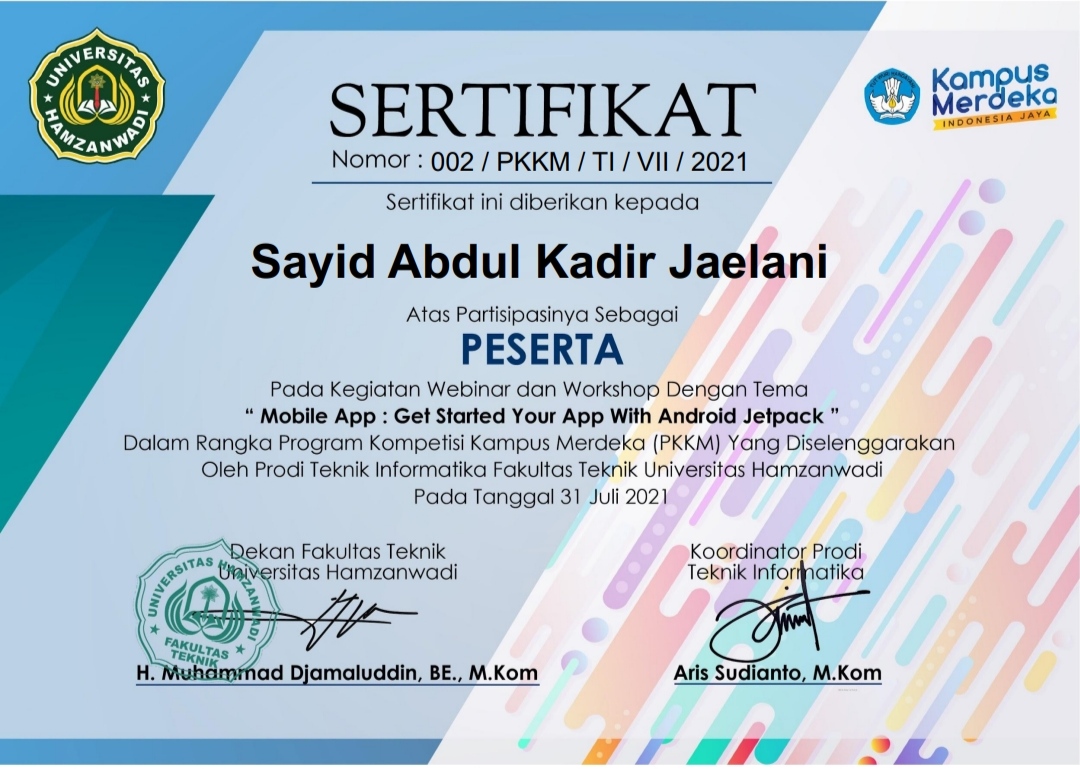 UNIVERSITAS
HAMZANWADI
Kampus
Merdeka
INDONESIA JAYA
SERTIFIKAT
Nomor : 002 / PKKM / TI / VII / 2021
Sertifikat ini diberikan kepada
Sayid Abdul Kadir Jaelani
Atas Partisipasinya Sebagai
PESERTA
Pada Kegiatan Webinar dan Workshop Dengan Tema
“ Mobile App : Get Started Your App With Android Jetpack ”
Dalam Rangka Program Kompetisi Kampus Merdeka (PKKM) Yang Diselenggarakan
Oleh Prodi Teknik Informatika Fakultas Teknik Universitas Hamzanwadi
Pada Tanggal 31 Juli 2021
Dekan Fakultas Teknik
Universitas Hamzanwadi
UNIVERSITAS HAMZANWADI
FAKULTAS
TEKNIK
H. Muhammad Djamaluddin, BE., M.Kom
Koordinator Prodi
Teknik Informatika
Aris Sudianto, M.Kom